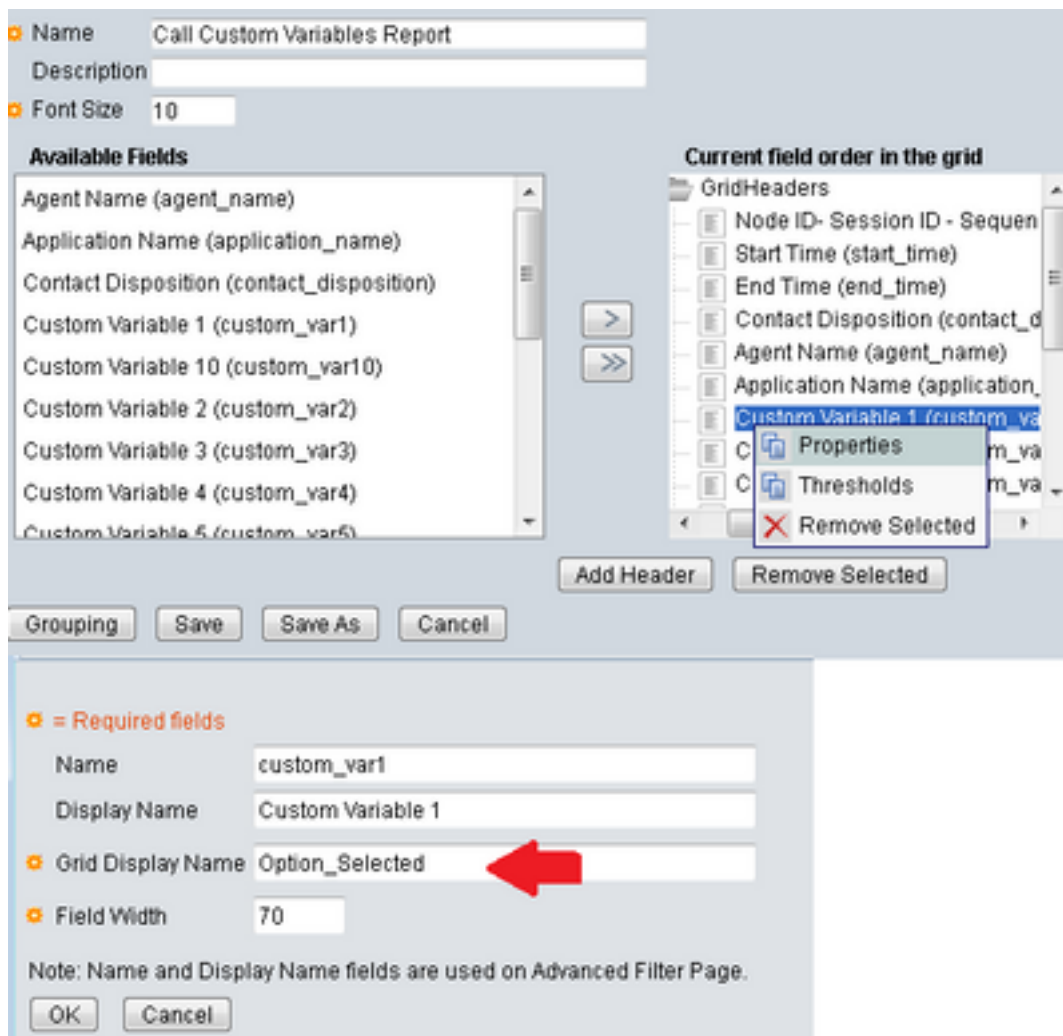 Name Call Custom Variables Report
Description
Font Size 10
Available Fields
Agent Name (agent_name)
Application Name (application_name)
Contact Disposition (contact_disposition)
Custom Variable 1 (custom_var1)
Custom Variable 10 (custom_var10)
Custom Variable 2 (custom_var2)
Custom Variable 3 (custom_var3)
Custom Variable 4 (custom_var4)
Custom Variable 5 (custom_var5)
>
>>
Current field order in the grid
GridHeaders
Node ID- Session ID - Sequen
Start Time (start_time)
End Time (end_time)
Contact Disposition (contact_d
Agent Name (agent_name)
Application Name (application_
Custom Variable 1 (custom_va
C m_va
C m_va
Properties
Thresholds
Remove Selected
Add Header Remove Selected
Grouping Save Save As Cancel
= Required fields
Name custom_var1
Display Name Custom Variable 1
Grid Display Name Option_Selected
Field Width 70
Note: Name and Display Name fields are used on Advanced Filter Page.
OK Cancel